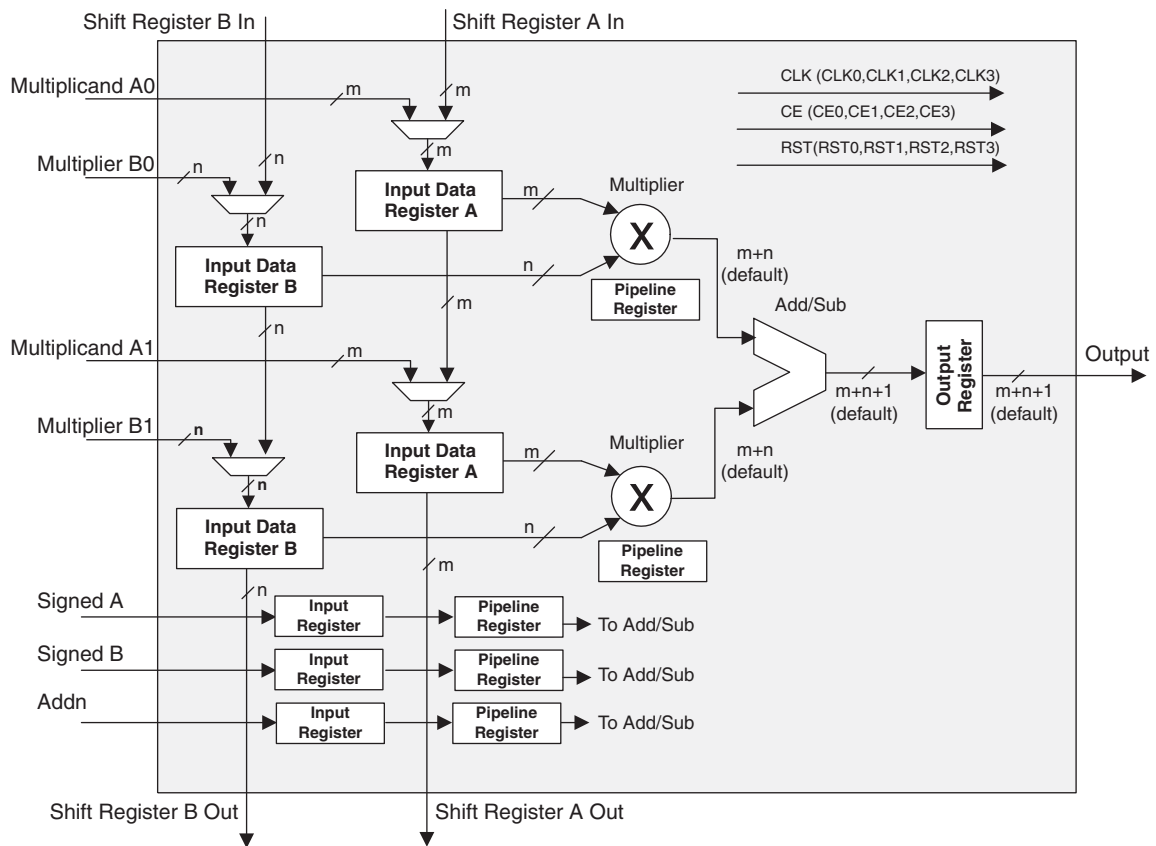 Shift Register B In
Shift Register A In
Multiplicand A0
m
m
CLK (CLK0,CLK1,CLK2,CLK3)
CE (CE0,CE1,CE2,CE3)
RST(RST0,RST1,RST2,RST3)
m
Multiplier B0
n
n
n
Input Data
Register A
m
Multiplier
X
Input Data
Register B
n
m+n
(default)
Pipeline
Register
m
n
Add/Sub
Multiplicand A1
m
Output
Register
Output
m+n+1
(default)
m+n+1
(default)
m
Multiplier B1
n
n
Input Data
Register A
m
Multiplier
X
m+n
(default)
Input Data
Register B
n
Pipeline
Register
m
n
Signed A
Input
Register
Pipeline
Register
To Add/Sub
Signed B
Input
Register
Pipeline
Register
To Add/Sub
Addn
Input
Register
Pipeline
Register
To Add/Sub
Shift Register B Out
Shift Register A Out